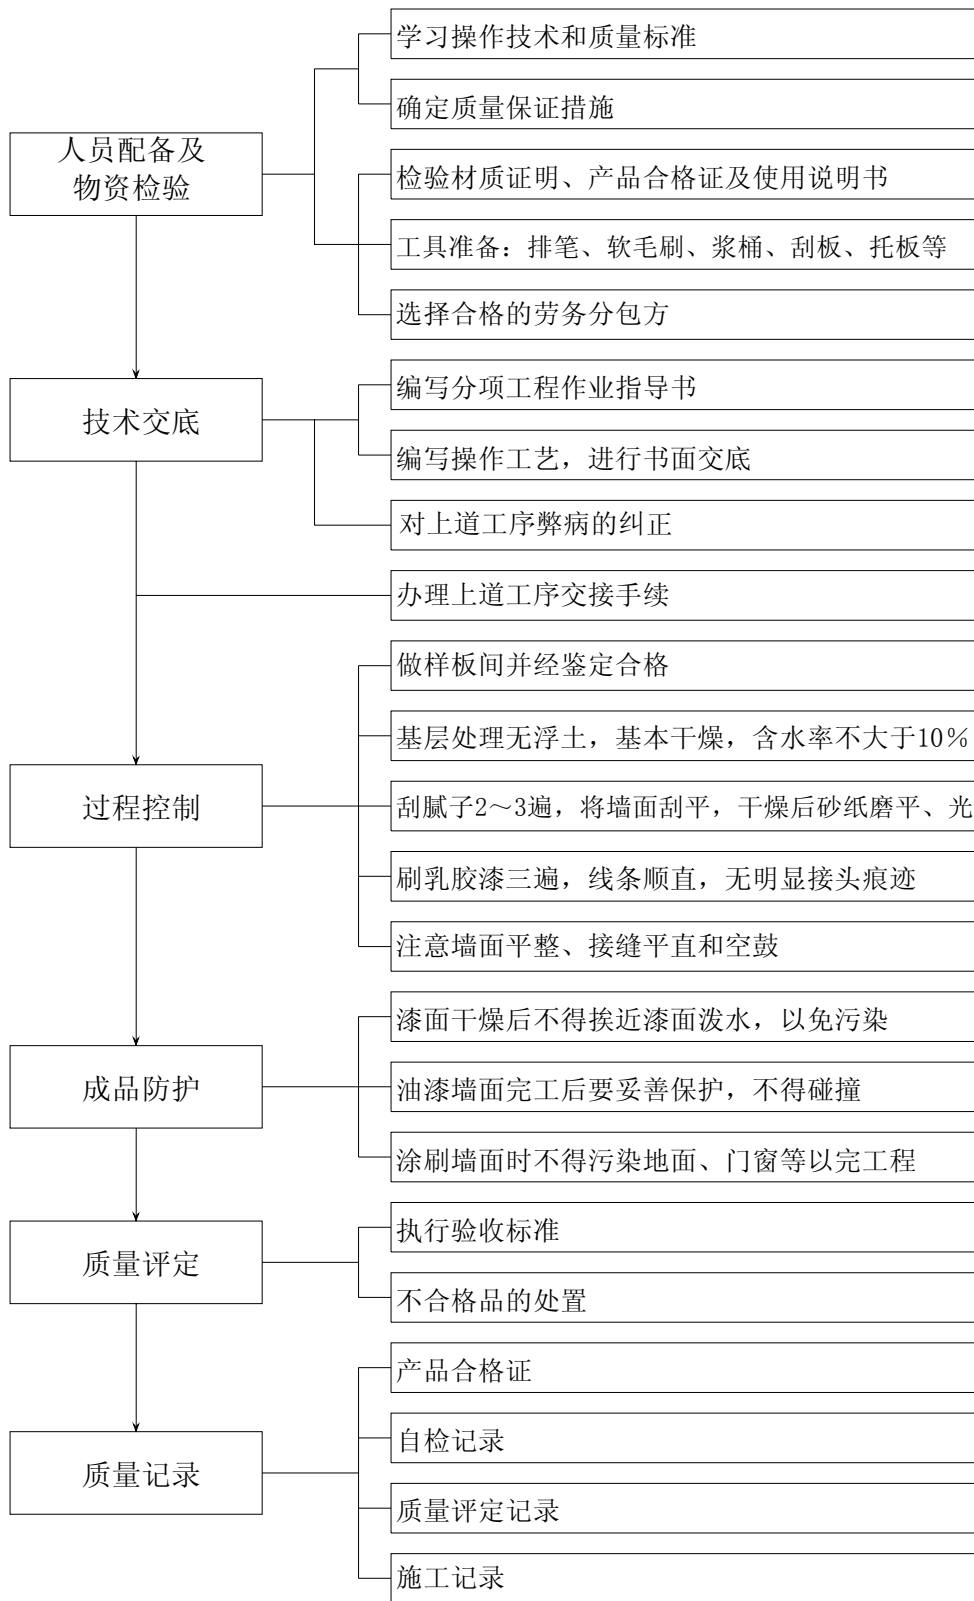 学习操作技术和质量标准
确定质量保证措施
人员配备及
物资检验
检验材质证明、产品合格证及使用说明书
工具准备：排笔、软毛刷、浆桶、刮板、托板等
选择合格的劳务分包方
技术交底
编写分项工程作业指导书
编写操作工艺，进行书面交底
对上道工序弊病的纠正
办理上道工序交接手续
做样板间并经鉴定合格
基层处理无浮土，基本干燥，含水率不大于10％
过程控制
刮腻子2～3遍，将墙面刮平，干燥后砂纸磨平、光
刷乳胶漆三遍，线条顺直，无明显接头痕迹
注意墙面平整、接缝平直和空鼓
漆面干燥后不得挨近漆面泼水，以免污染
成品防护
油漆墙面完工后要妥善保护，不得碰撞
涂刷墙面时不得污染地面、门窗等以完工程
执行验收标准
质量评定
不合格品的处置
产品合格证
自检记录
质量记录
质量评定记录
施工记录